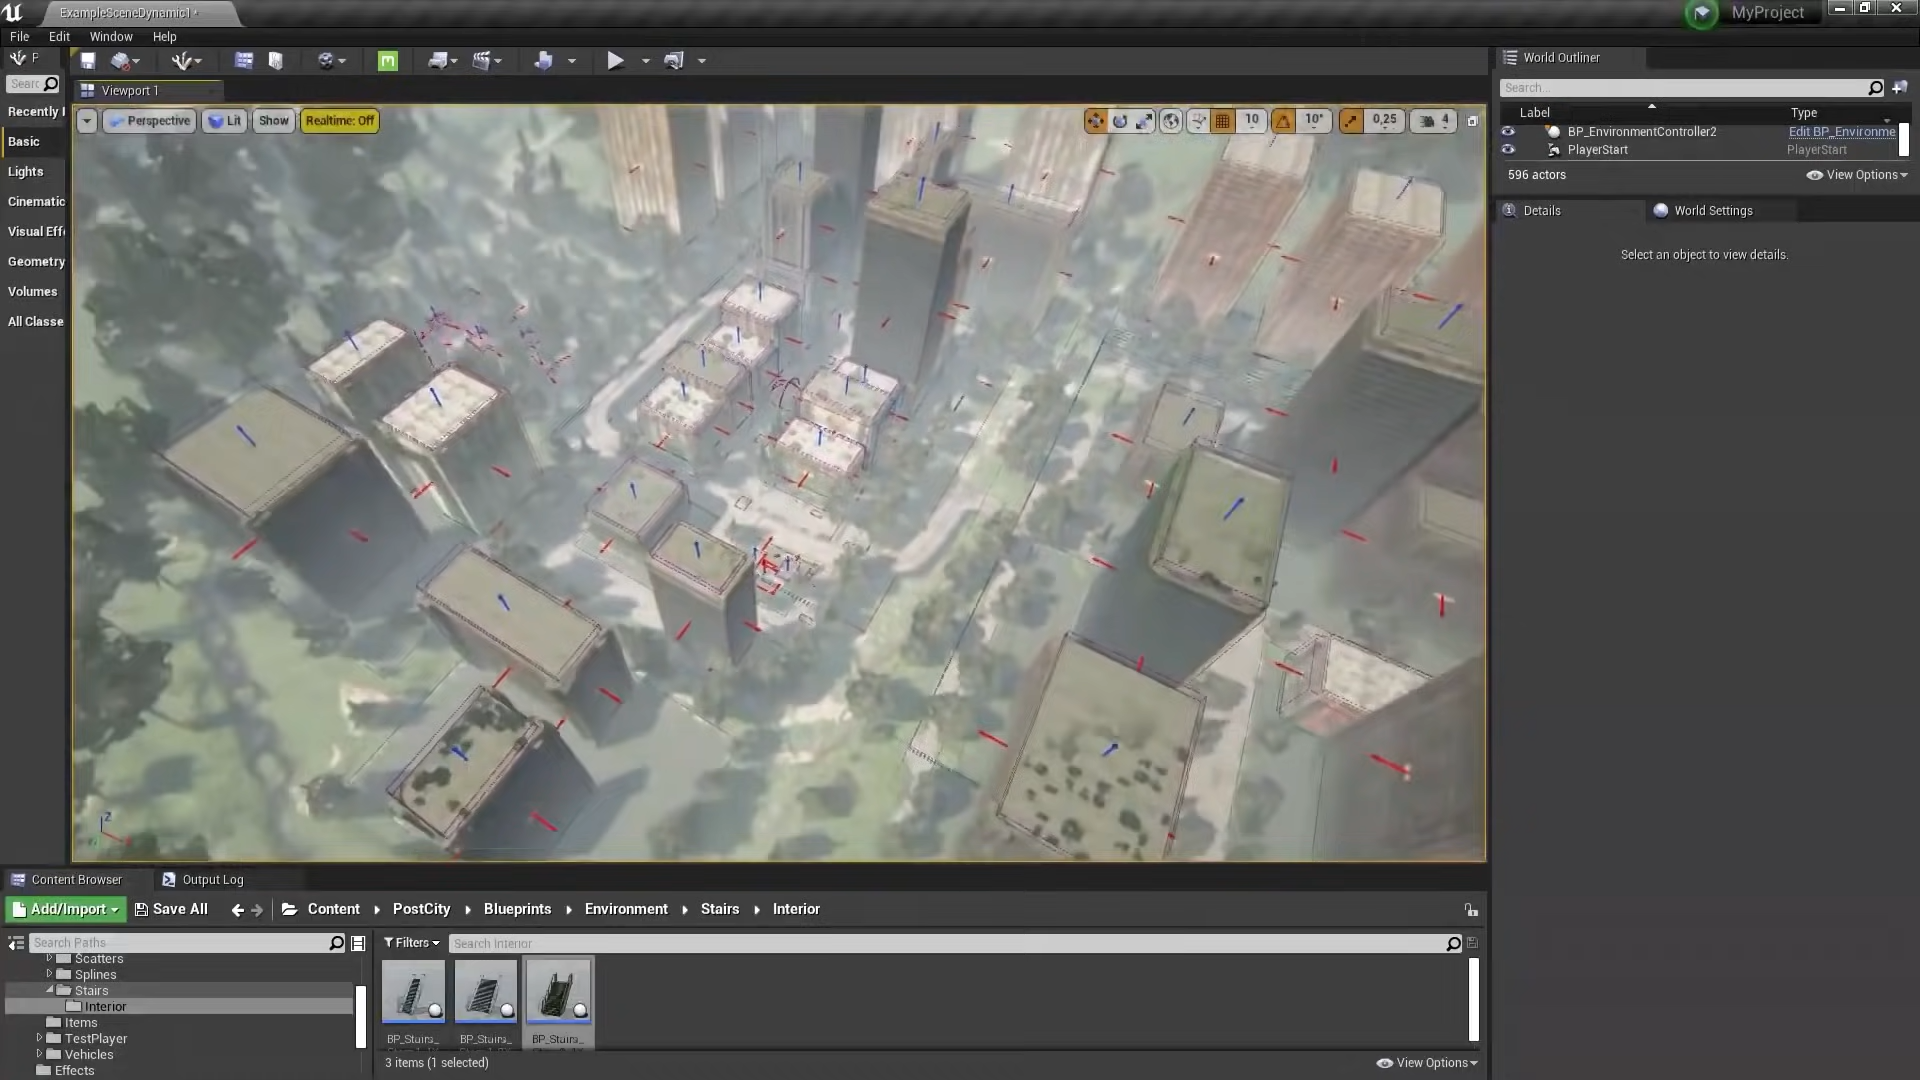 ExampleSceneDynamic1*
MyProject
File Edit Window Help
P
Searc
Viewport 1
Perspective Lit Show Realtime: Off
10 10° 0,25 4
Recently
Basic
Lights
Cinematic
Visual Effe
Geometry
Volumes
All Classe
Z
World Outliner
Search...
Label Type
BP_EnvironmentController2 Edit BP_Environme
PlayerStart PlayerStart
596 actors View Options
Details World Settings
Select an object to view details.
Content Browser Output Log
Add/Import Save All Content PostCity Blueprints Environment Stairs Interior
Search Paths Filters Search Interior
Scatters
Splines
Stairs
Interior
Items
TestPlayer
Vehicles
Effects
BP_Stairs_ BP_Stairs_ BP_Stairs_
3 items (1 selected) View Options